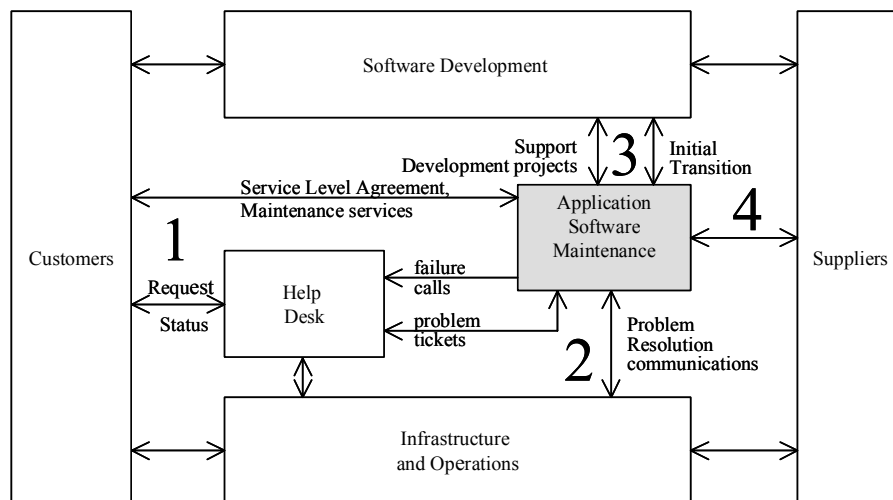 Software Development
Support
Development projects
3
Initial
Transition
Service Level Agreement,
Maintenance services
Application
Software
Maintenance
4
1
Customers
Suppliers
Request
Status
Help
Desk
failure
calls
problem
tickets
2
Problem
Resolution
communications
Infrastructure
and Operations